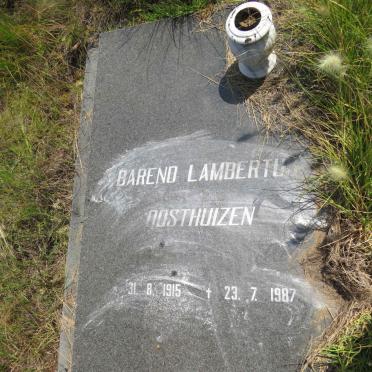 BAREND LAMBERTU
OOSTHUIZEN
31. 8. 1915 † 23. 7. 1987